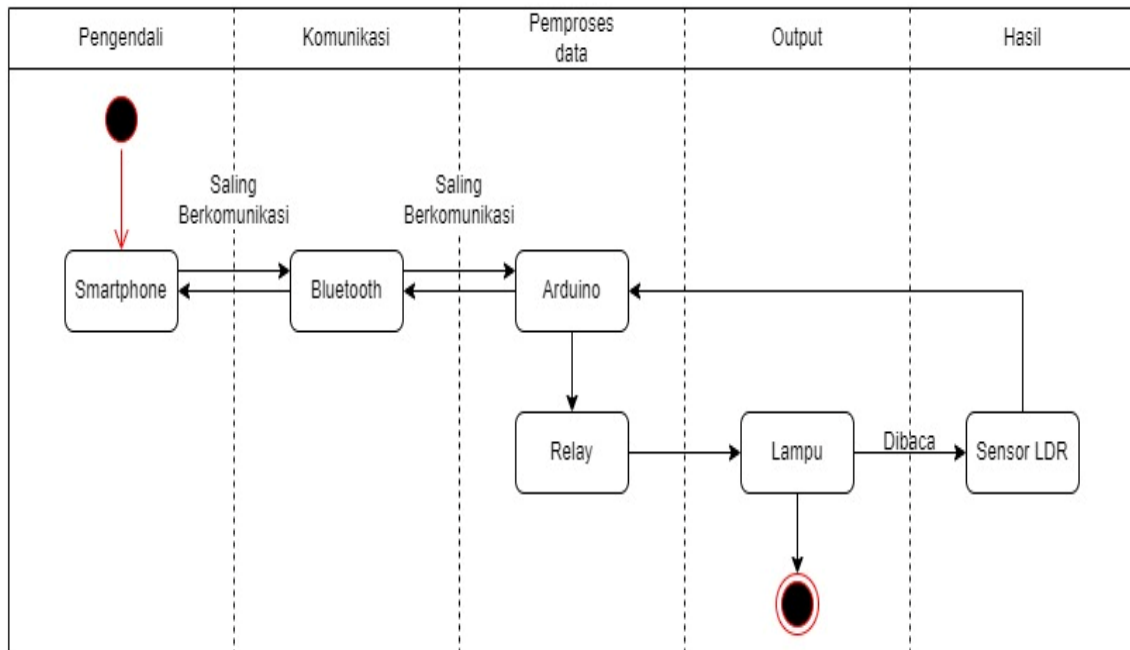 Pengendali
Komunikasi
Pemproses
data
Output
Hasil
Saling
Berkomunikasi
Saling
Berkomunikasi
Smartphone
Bluetooth
Arduino
Relay
Lampu
Dibaca
Sensor LDR